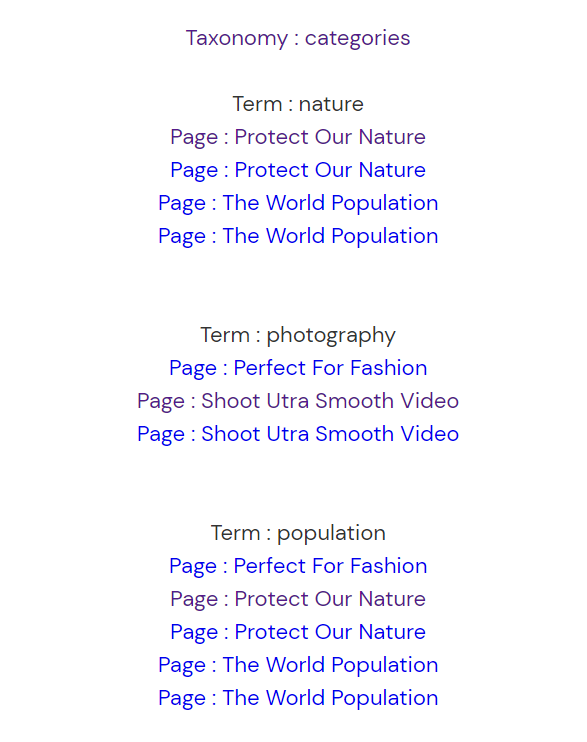 Taxonomy : categories
Term : nature
Page : Protect Our Nature
Page : Protect Our Nature
Page : The World Population
Page : The World Population
Term : photography
Page : Perfect For Fashion
Page : Shoot Utra Smooth Video
Page : Shoot Utra Smooth Video
Term : population
Page : Perfect For Fashion
Page : Protect Our Nature
Page : Protect Our Nature
Page : The World Population
Page : The World Population